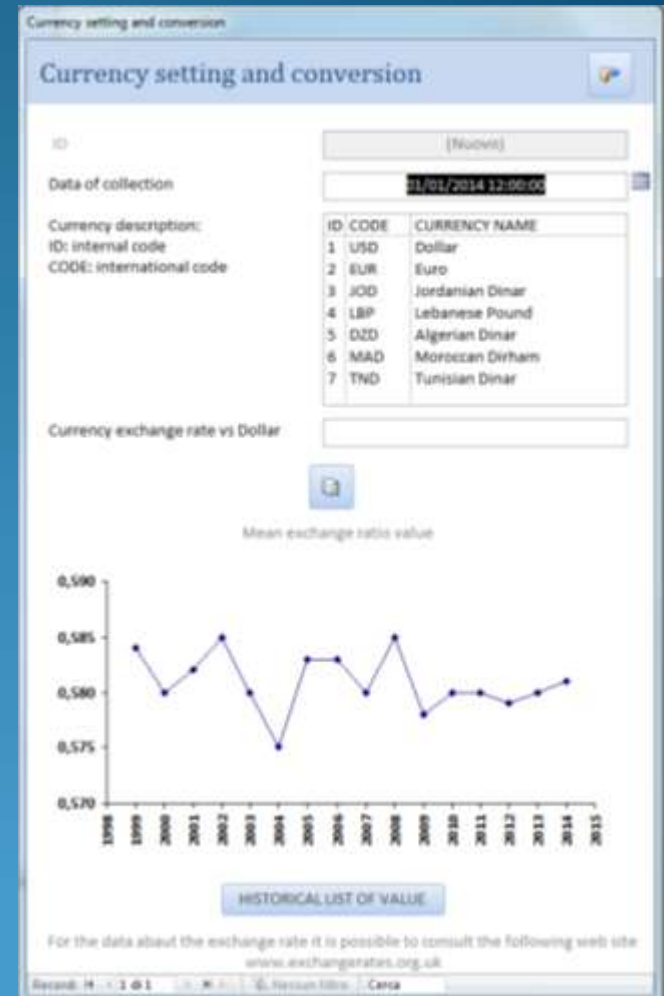 Currency setting and conversion
Currency setting and conversion
ID
(Nuovo)
Data of collection
01/01/2014 12:00:00
Currency description:
ID: internal code
CODE: international code
ID CODE CURRENCY NAME
1 USD Dollar
2 EUR Euro
3 JOD Jordanian Dinar
4 LBP Lebanese Pound
5 DZD Algerian Dinar
6 MAD Moroccan Dirham
7 TND Tunisian Dinar
Currency exchange rate vs Dollar
Mean exchange ratio value
0,590
0,585
0,580
0,575
0,570
1998 1999 2000 2001 2002 2003 2004 2005 2006 2007 2008 2009 2010 2011 2012 2013 2014 2015
HISTORICAL LIST OF VALUE
For the data abaut the exchange rate it is possible to consult the following web site
www.exchangerates.org.uk
Record: 1 di 1 Nessun filtro Cerca